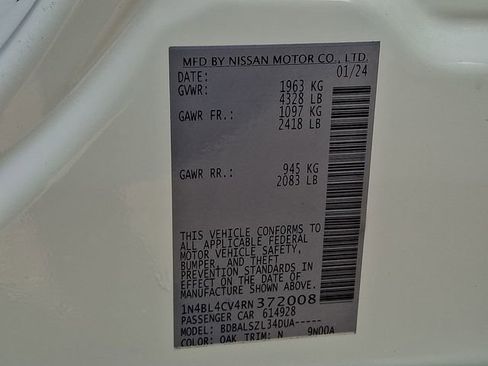 MFD BY NISSAN MOTOR CO., LTD.
DATE: 01/24
GVWR: 1963 KG
4328 LB
GAWR FR.: 1097 KG
2418 LB
GAWR RR.: 945 KG
2083 LB
THIS VEHICLE CONFORMS TO
ALL APPLICABLE FEDERAL
MOTOR VEHICLE SAFETY,
BUMPER, AND THEFT
PREVENTION STANDARDS IN
EFFECT ON THE DATE OF
MANUFACTURE SHOWN ABOVE.
1N4BL4CV4RN372008
PASSENGER CAR 614928
MODEL: BDBALSZL34DUA-----
COLOR: QAK TRIM: N 9N00A